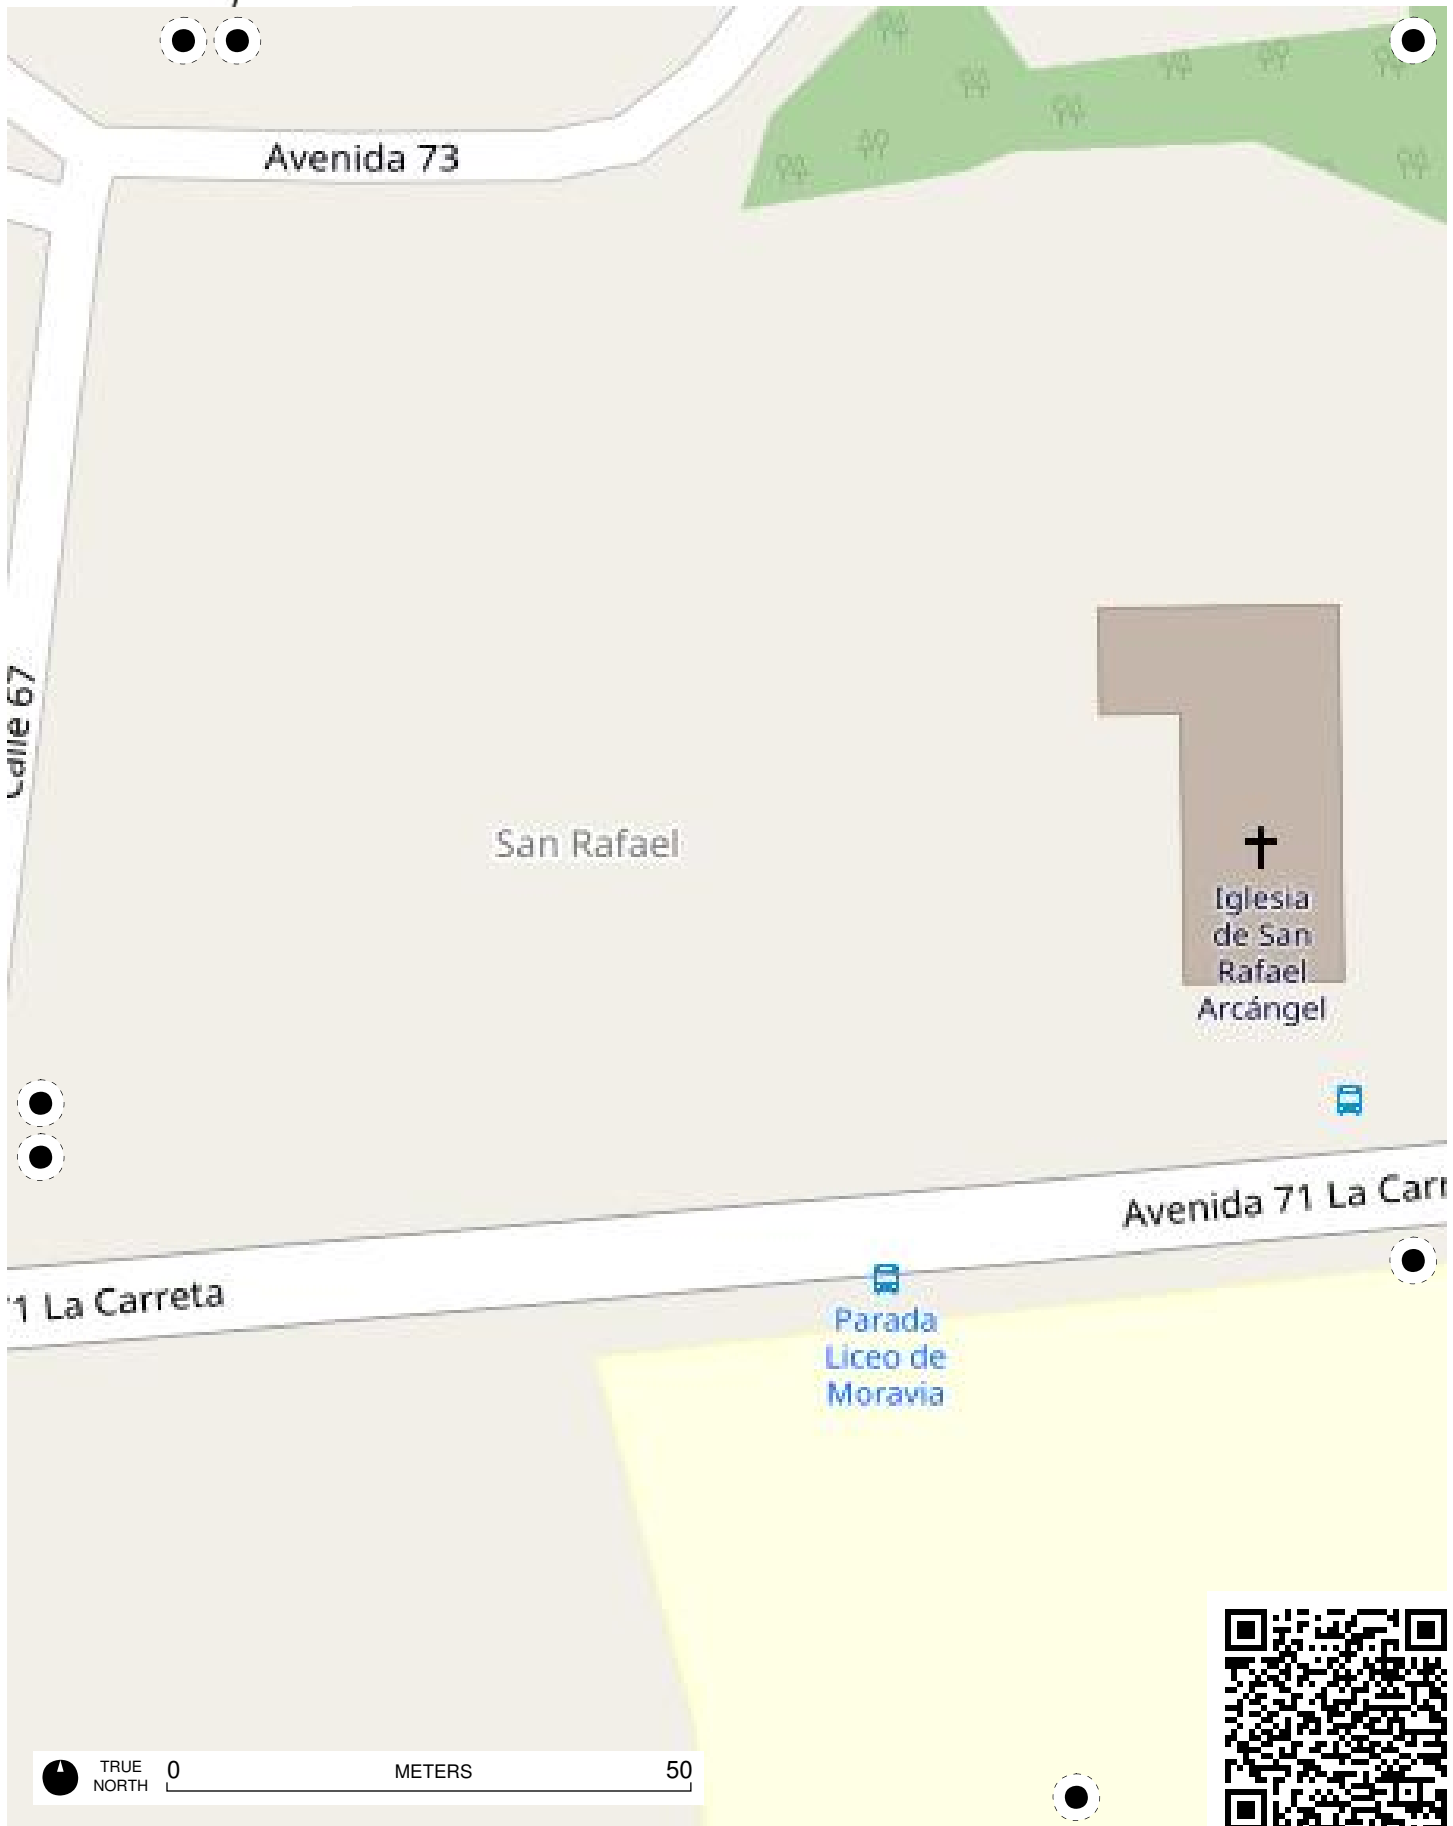 Avenida 73
Calle 67
San Rafael
Iglesia
de San
Rafael
Arcángel
Avenida 71 La Carr
1 La Carreta
Parada
Liceo de
Moravia
TRUE
NORTH
0 METERS 50